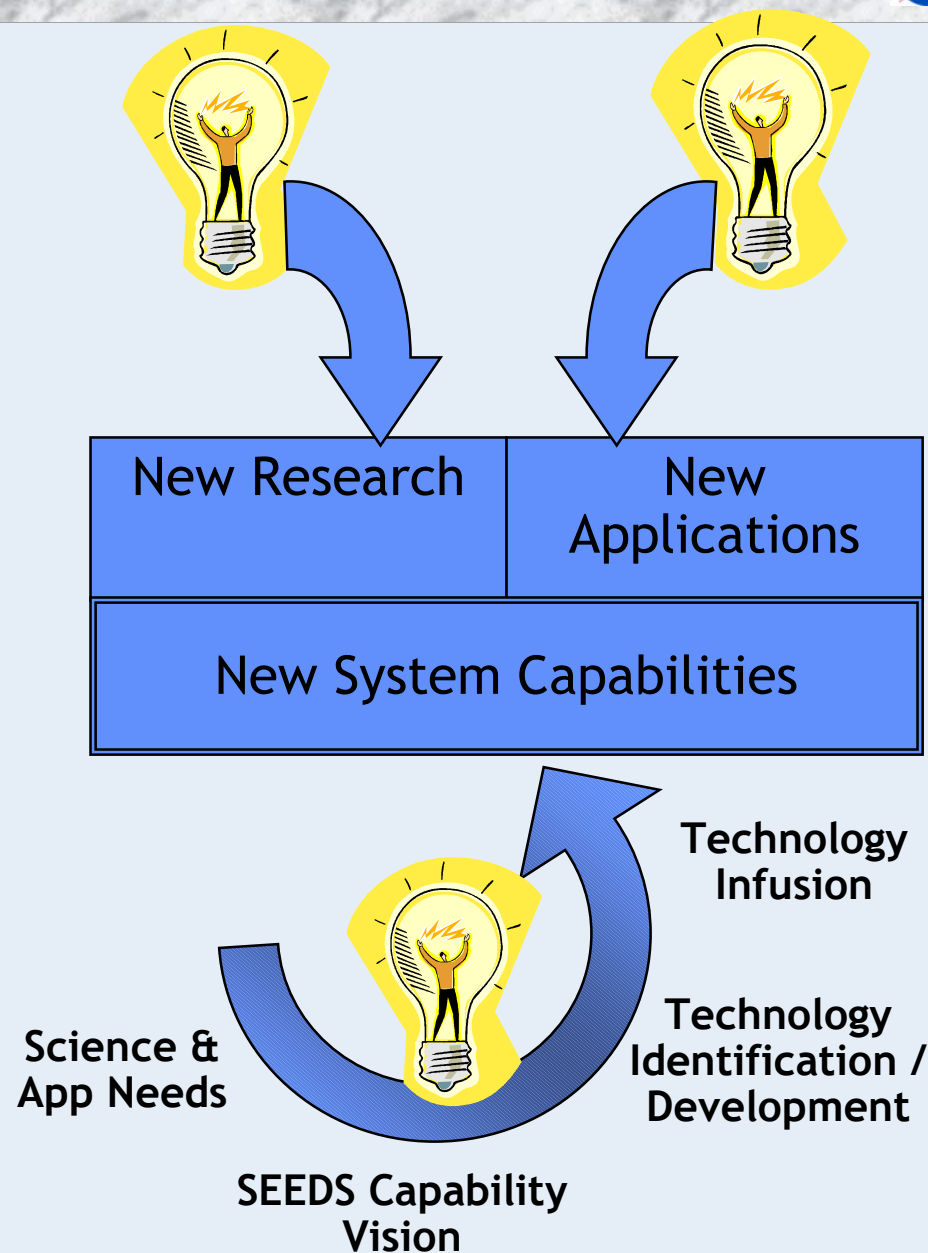 New Research
New
Applications
New System Capabilities
Technology
Infusion
Technology
Identification /
Development
Science &
App Needs
SEEDS Capability
Vision